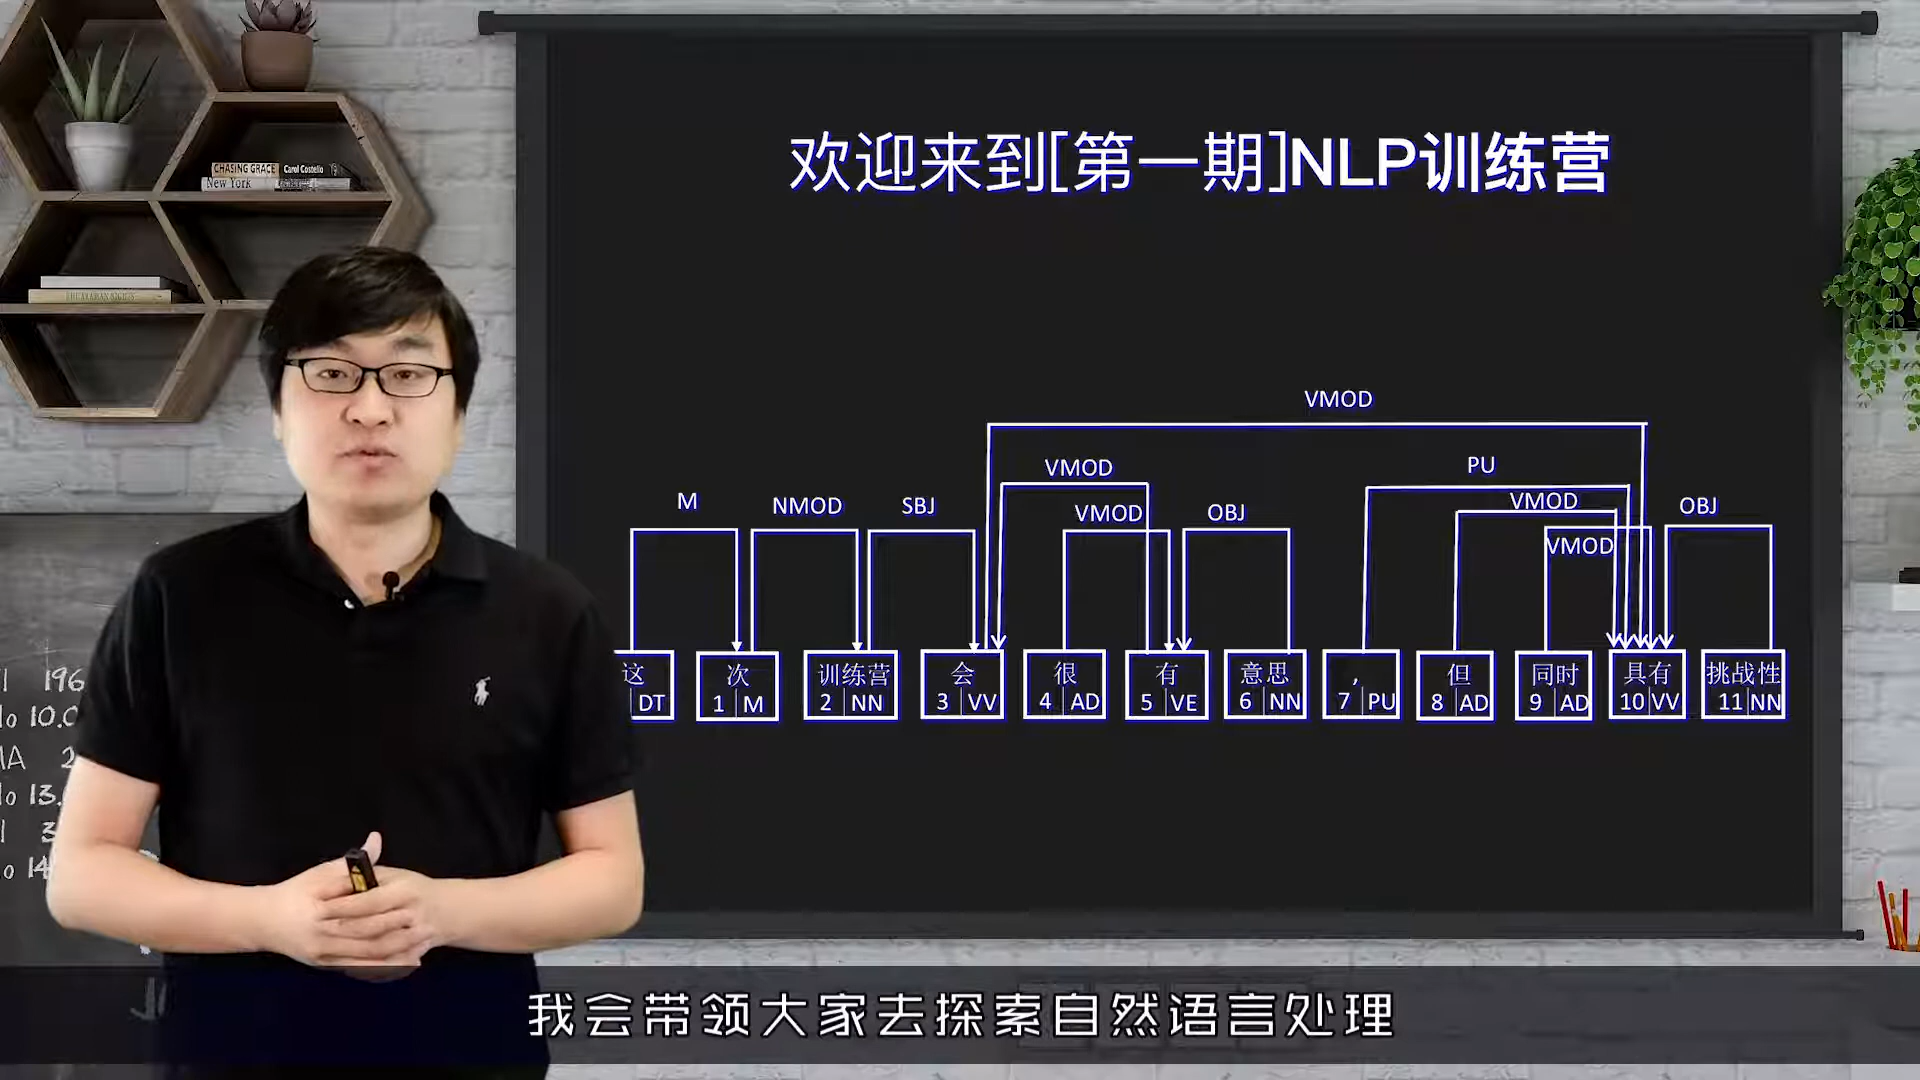 欢迎来到[第一期]NLP训练营
CHASING GRACE Carol Costello
New York
VMOD
VMOD PU
M NMOD SBJ VMOD OBJ VMOD OBJ
VMOD
这 次 训练营 会 很 有 意思 , 但 同时 具有 挑战性
DT 1 M 2 NN 3 VV 4 AD 5 VE 6 NN 7 PU 8 AD 9 AD 10 VV 11 NN
196
10.0
MA 2
13.
3
14
我会带领大家去探索自然语言处理